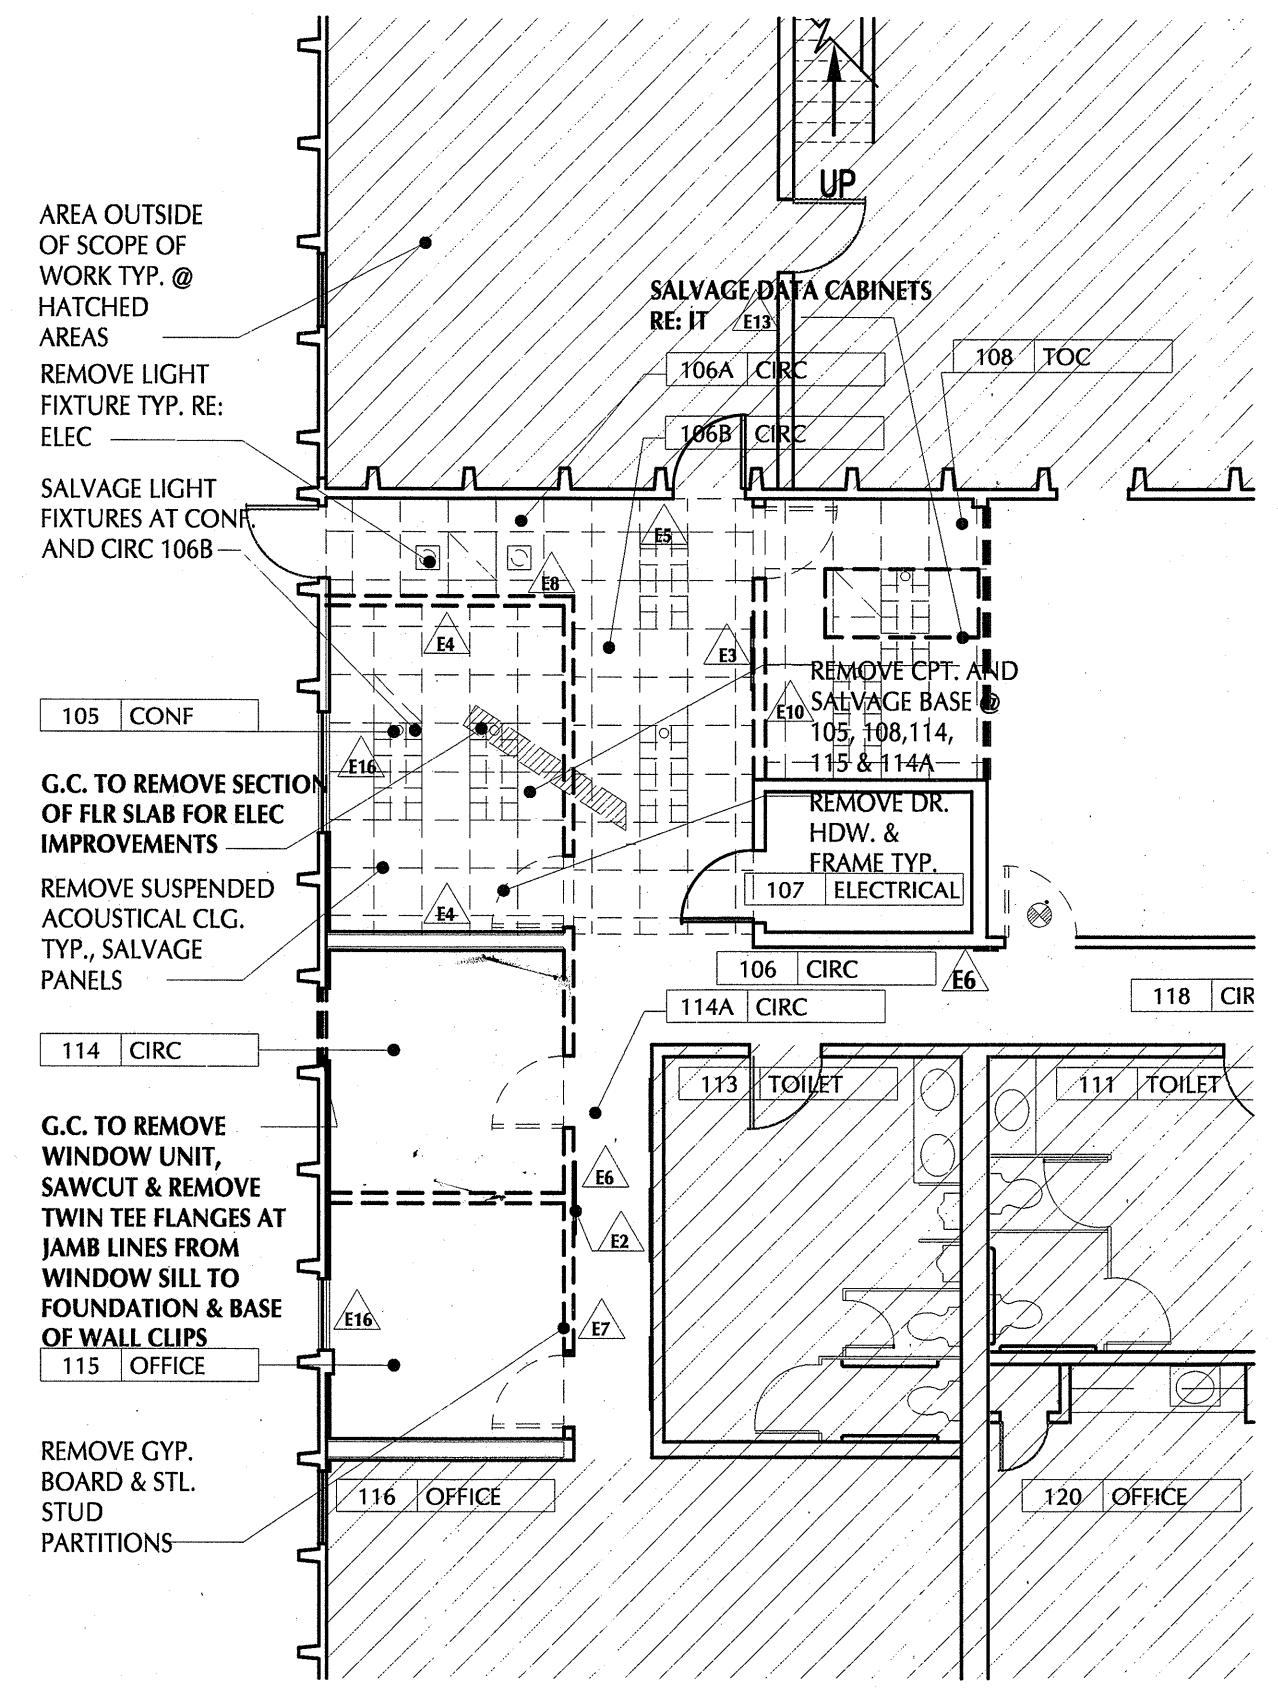 UP
AREA OUTSIDE
OF SCOPE OF
WORK TYP. @
HATCHED
AREAS
REMOVE LIGHT
FIXTURE TYP. RE:
ELEC
SALVAGE LIGHT
FIXTURES AT CONF.
AND CIRC 106B
SALVAGE DATA CABINETS
RE: IT
E13
106A CIRC
108 TOC
106B CIRC
E5
E8
E4
E3
REMOVE CPT. AND
SALVAGE BASE @
105, 108,114,
115 & 114A
E10
105 CONF
E16
G.C. TO REMOVE SECTION
OF FLR SLAB FOR ELEC
IMPROVEMENTS
REMOVE DR.
HDW. &
FRAME TYP.
107 ELECTRICAL
REMOVE SUSPENDED
ACOUSTICAL CLG.
TYP., SALVAGE
PANELS
E4
106 CIRC
E6
114A CIRC
118 CIR
114 CIRC
113 TOILET
111 TOILET
G.C. TO REMOVE
WINDOW UNIT,
SAWCUT & REMOVE
TWIN TEE FLANGES AT
JAMB LINES FROM
WINDOW SILL TO
FOUNDATION & BASE
OF WALL CLIPS
E6
E2
E16
E7
115 OFFICE
REMOVE GYP.
BOARD & STL.
STUD
PARTITIONS
116 OFFICE
120 OFFICE